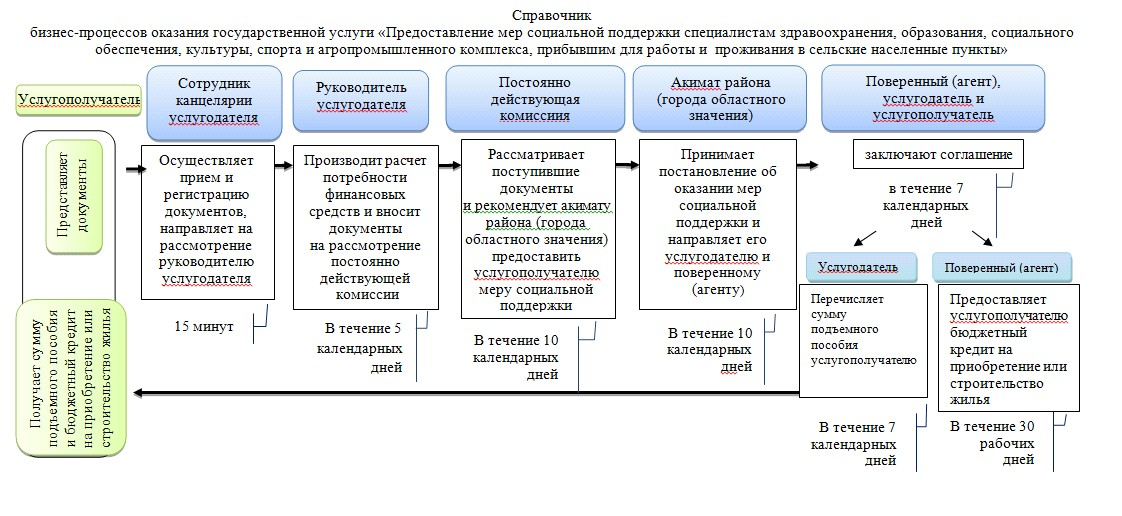 Справочник
бизнес-процессов оказания государственной услуги «Предоставление мер социальной поддержки специалистам здравоохранения, образования, социального
обеспечения, культуры, спорта и агропромышленного комплекса, прибывшим для работы и проживания в сельские населенные пункты»
Услугополучатель
Сотрудник
канцелярии
услугодателя
Руководитель
услугодателя
Постоянно
действующая
комиссиия
Акимат района
(города областного
значения)
Поверенный (агент),
услугодатель и
услугополучатель
Представляет
документы
Осуществляет
прием и
регистрацию
документов,
направляет на
рассмотрение
руководителю
услугодателя
15 минут
Производит расчет
потребности
финансовых
средств и вносит
документы
на рассмотрение
постоянно
действующей
комиссии
В течение 5
календарных
дней
Рассматривает
поступившие
документы
и рекомендует акимату
района (города
областного значения)
предоставить
услугополучателю
меру социальной
поддержки
В течение 10
календарных
дней
Принимает
постановление об
оказании мер
социальной
поддержки и
направляет его
услугодателю и
поверенному
(агенту)
В течение 10
календарных
дней
заключают соглашение
в течение 7
календарных
дней
Услугодатель
Перечисляет
сумму
подъемного
пособия
услугополучателю
В течение 7
календарных
дней
Поверенный (агент)
Предоставляет
услугополучателю
бюджетный
кредит на
приобретение или
строительство
жилья
В течение 30
рабочих
дней
Получает сумму
подъемного пособия
и бюджетный кредит
на приобретение или
строительство жилья